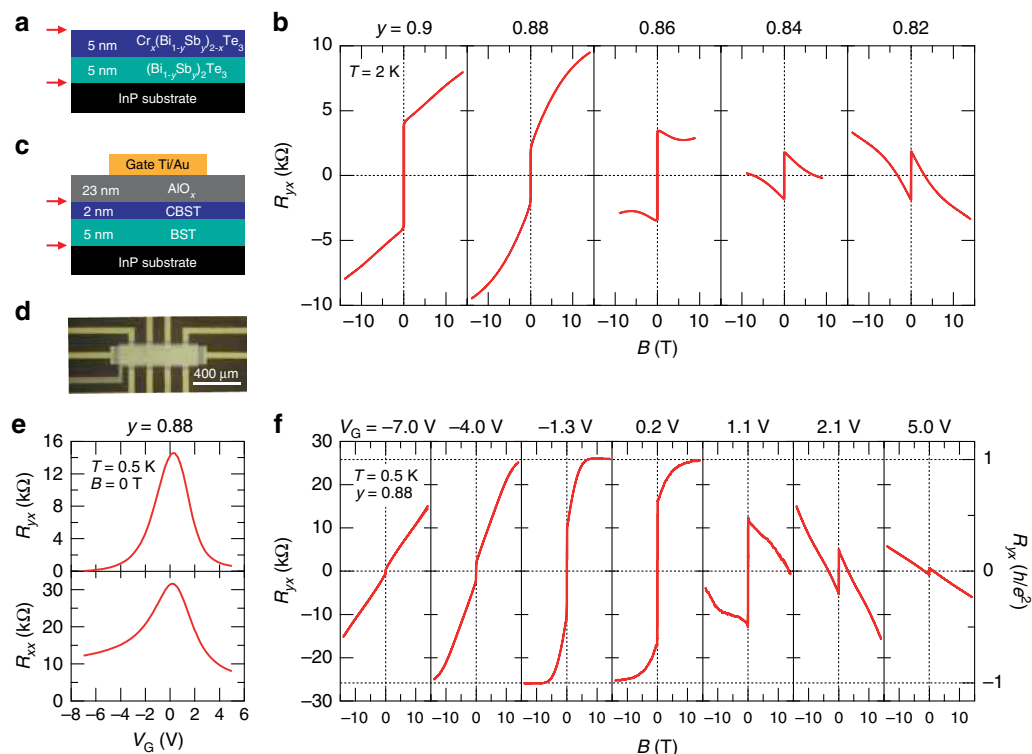 a
5 nm Crx(Bi1-ySby)2-xTe3
5 nm (Bi1-ySby)2Te3
InP substrate
b
y = 0.9 0.88 0.86 0.84 0.82
T = 2 K
10
5
0
−5
−10
Ryx (kΩ)
−10 0 10 −10 0 10 −10 0 10 −10 0 10 −10 0 10
B (T)
c
Gate Ti/Au
23 nm AlOx
2 nm CBST
5 nm BST
InP substrate
d
400 μm
e
y = 0.88
16
12
8
4
0
Ryx (kΩ)
T = 0.5 K
B = 0 T
30
20
10
0
Rxx (kΩ)
−8 −6 −4 −2 0 2 4 6
VG (V)
f
VG = −7.0 V −4.0 V −1.3 V 0.2 V 1.1 V 2.1 V 5.0 V
T = 0.5 K
y = 0.88
30
20
10
0
−10
−20
−30
Ryx (kΩ)
1
0
−1
Ryx (h/e²)
−10 0 10 −10 0 10 −10 0 10 −10 0 10 −10 0 10 −10 0 10 −10 0 10
B (T)